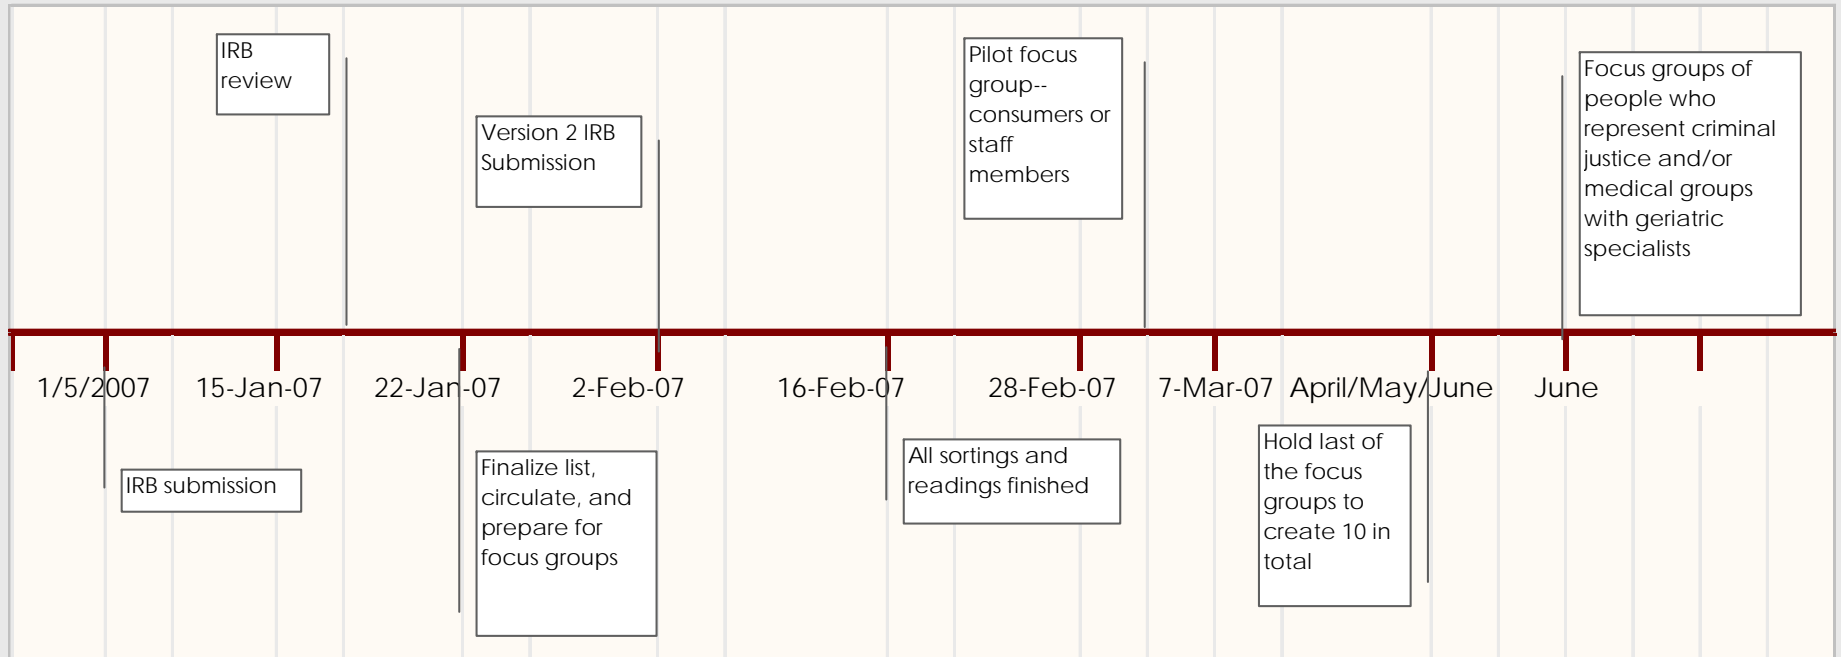 IRB
review
Version 2 IRB
Submission
Pilot focus
group--
consumers or
staff
members
Focus groups of
people who
represent criminal
justice and/or
medical groups
with geriatric
specialists
1/5/2007 15-Jan-07 22-Jan-07 2-Feb-07 16-Feb-07 28-Feb-07 7-Mar-07 April/May/June June
IRB submission
Finalize list,
circulate, and
prepare for
focus groups
All sortings and
readings finished
Hold last of
the focus
groups to
create 10 in
total